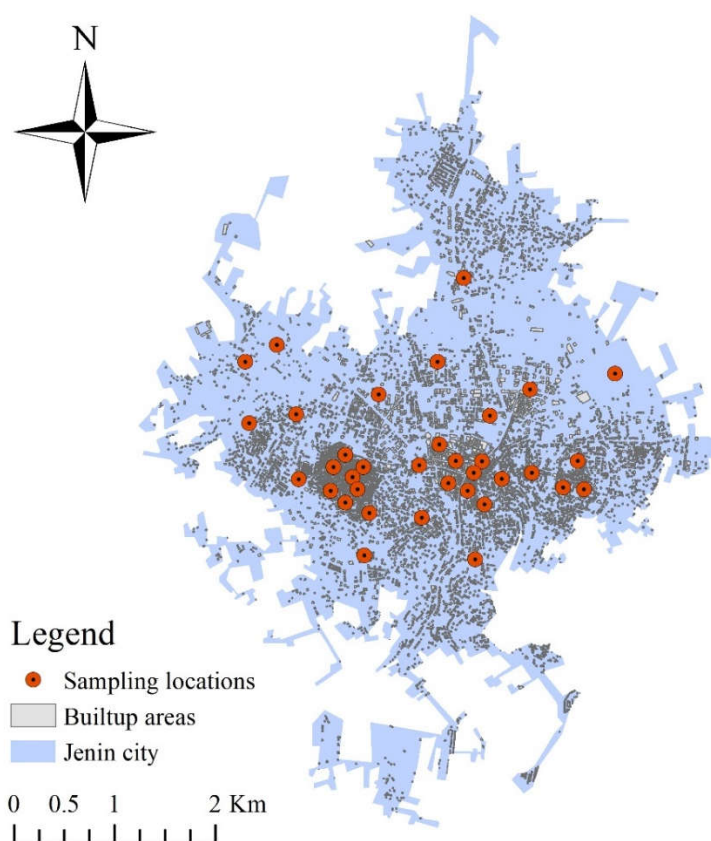 N
Legend
Sampling locations
Builtup areas
Jenin city
0 0.5 1 2 Km